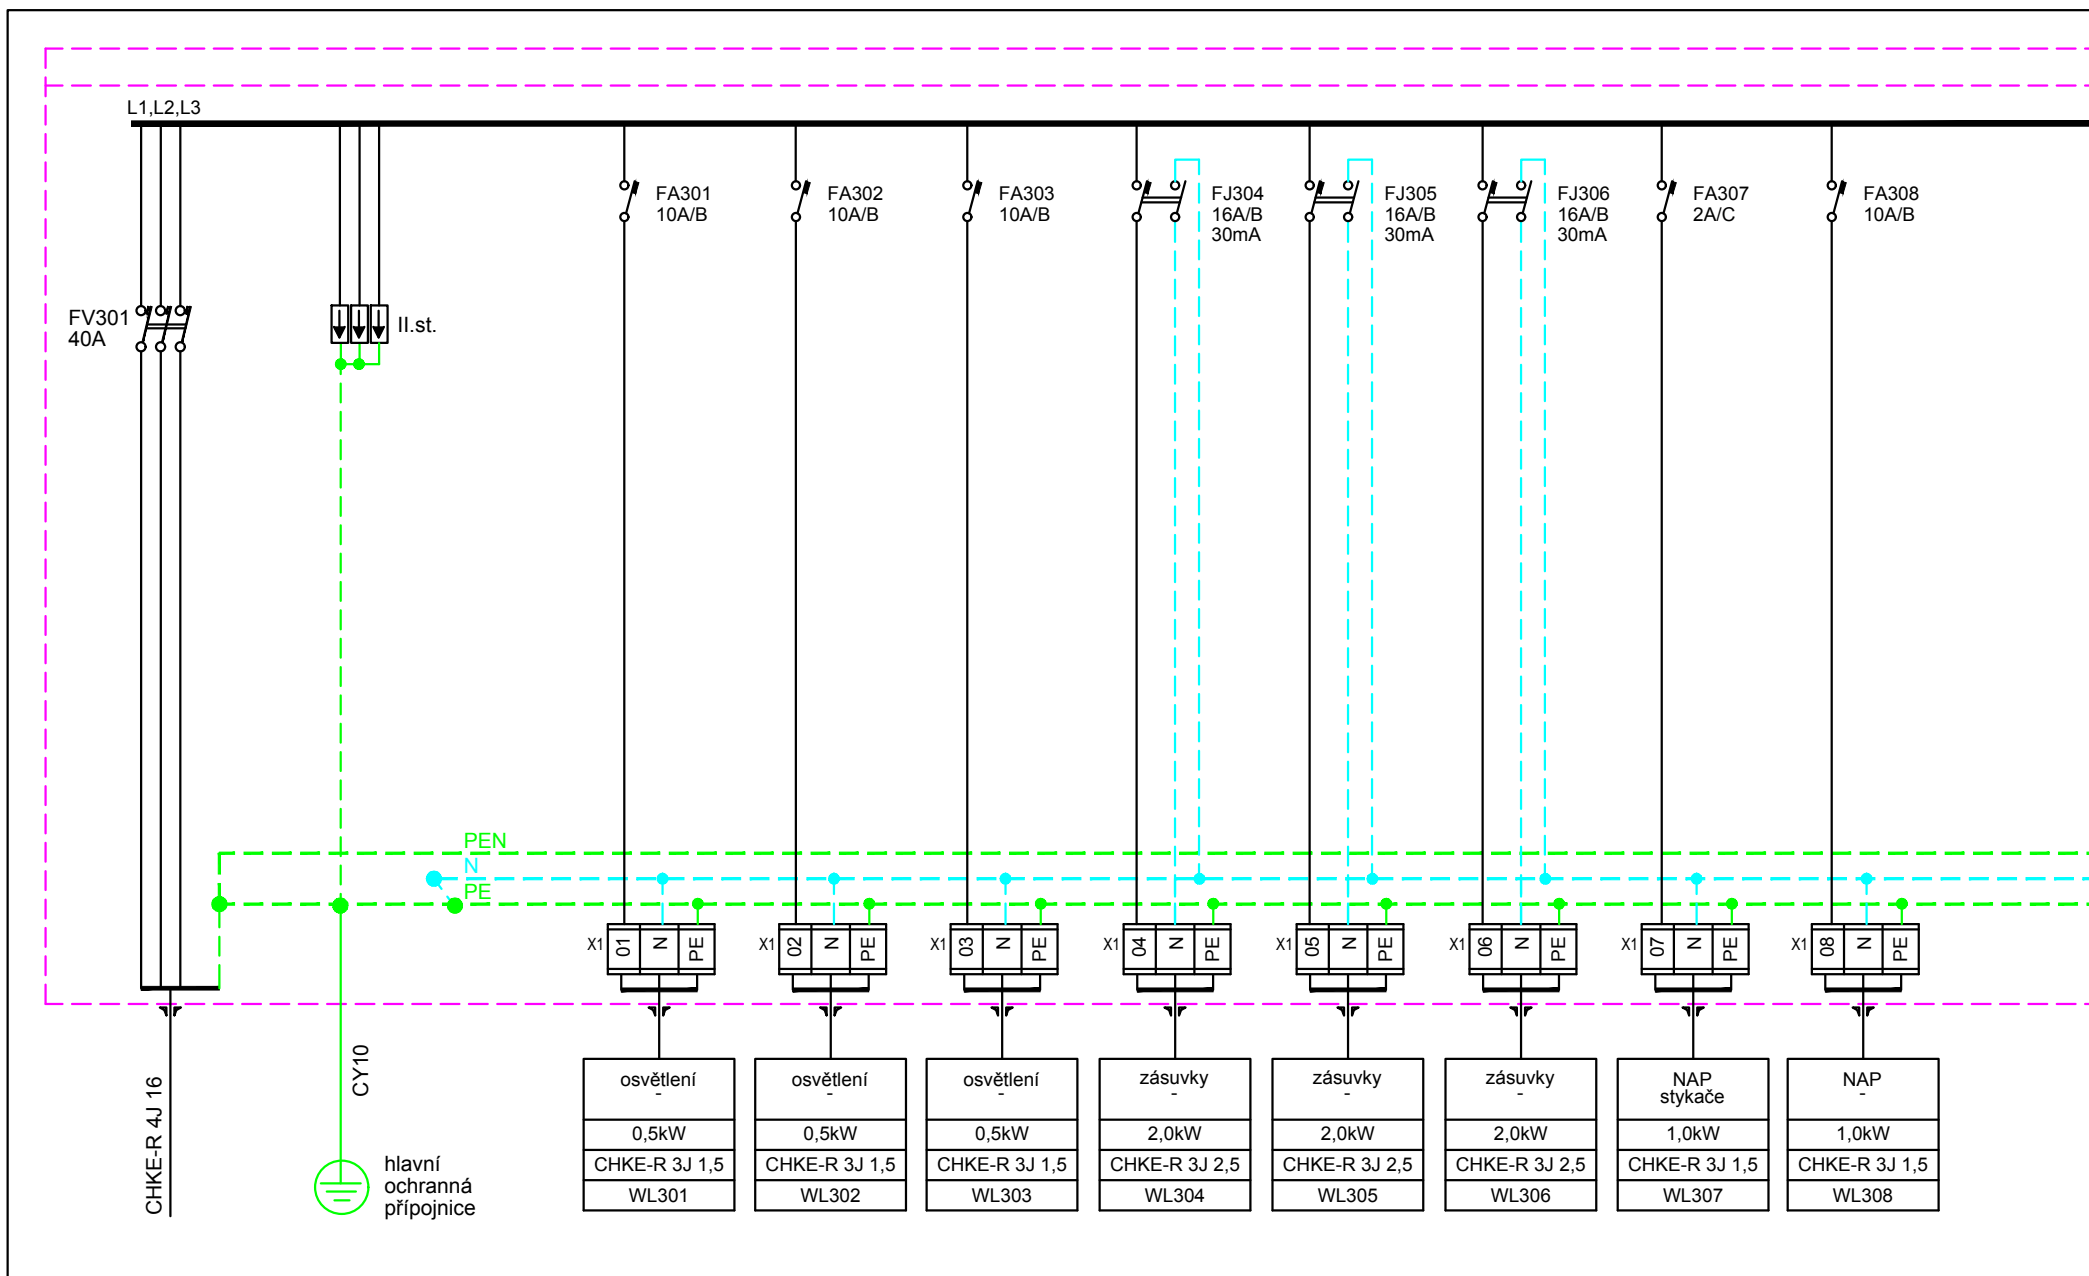 L1,L2,L3
FV301
40A
II.st.
FA301
10A/B
FA302
10A/B
FA303
10A/B
FJ304
16A/B
30mA
FJ305
16A/B
30mA
FJ306
16A/B
30mA
FA307
2A/C
FA308
10A/B
PEN
N
PE
X1 01 N PE
X1 02 N PE
X1 03 N PE
X1 04 N PE
X1 05 N PE
X1 06 N PE
X1 07 N PE
X1 08 N PE
CHKE-R 4J 16
CY10
hlavní
ochranná
přípojnice
osvětlení
-
0,5kW
CHKE-R 3J 1,5
WL301
osvětlení
-
0,5kW
CHKE-R 3J 1,5
WL302
osvětlení
-
0,5kW
CHKE-R 3J 1,5
WL303
zásuvky
-
2,0kW
CHKE-R 3J 2,5
WL304
zásuvky
-
2,0kW
CHKE-R 3J 2,5
WL305
zásuvky
-
2,0kW
CHKE-R 3J 2,5
WL306
NAP
stykače
1,0kW
CHKE-R 3J 1,5
WL307
NAP
-
1,0kW
CHKE-R 3J 1,5
WL308